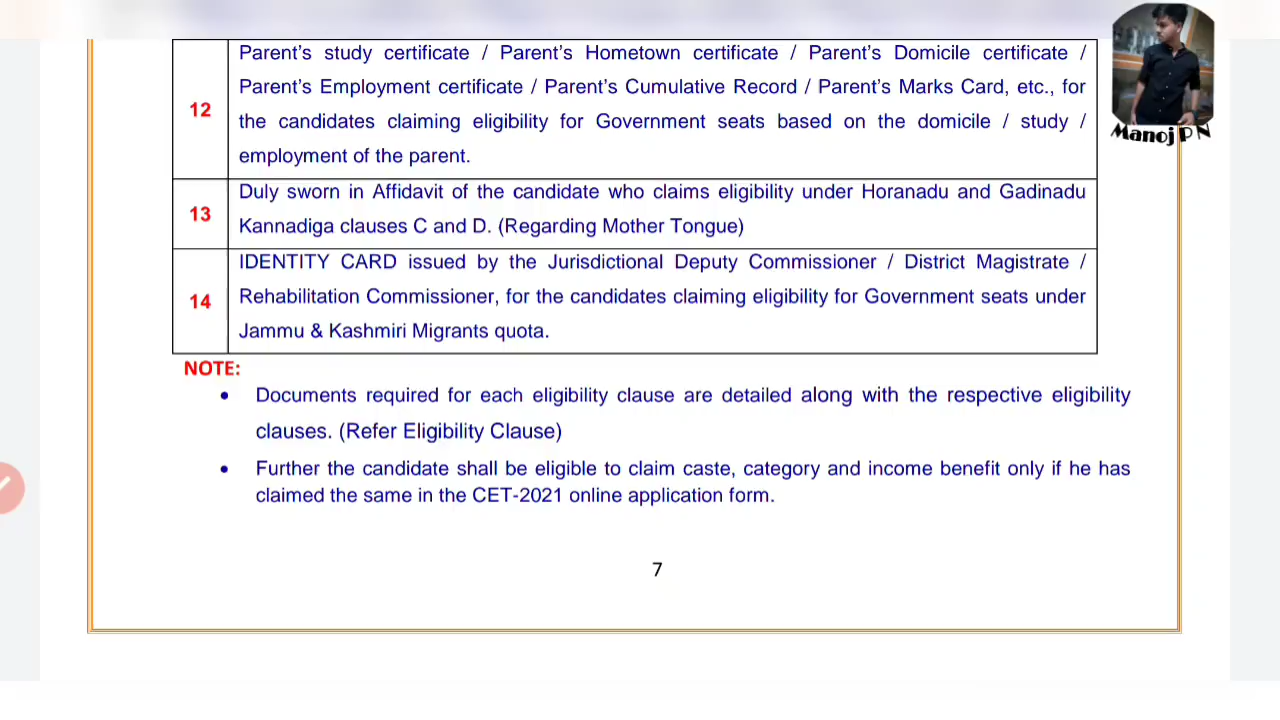 Parent's study certificate / Parent's Hometown certificate / Parent's Domicile certificate /
Parent's Employment certificate / Parent's Cumulative Record / Parent's Marks Card, etc., for
12
the candidates claiming eligibility for Government seats based on the domicile / study /
employment of the parent.
Duly sworn in Affidavit of the candidate who claims eligibility under Horanadu and Gadinadu
13
Kannadiga clauses C and D. (Regarding Mother Tongue)
IDENTITY CARD issued by the Jurisdictional Deputy Commissioner / District Magistrate /
14
Rehabilitation Commissioner, for the candidates claiming eligibility for Government seats under
Jammu & Kashmiri Migrants quota.
NOTE:
• Documents required for each eligibility clause are detailed along with the respective eligibility
clauses. (Refer Eligibility Clause)
• Further the candidate shall be eligible to claim caste, category and income benefit only if he has
claimed the same in the CET-2021 online application form.
7
Manoj P N